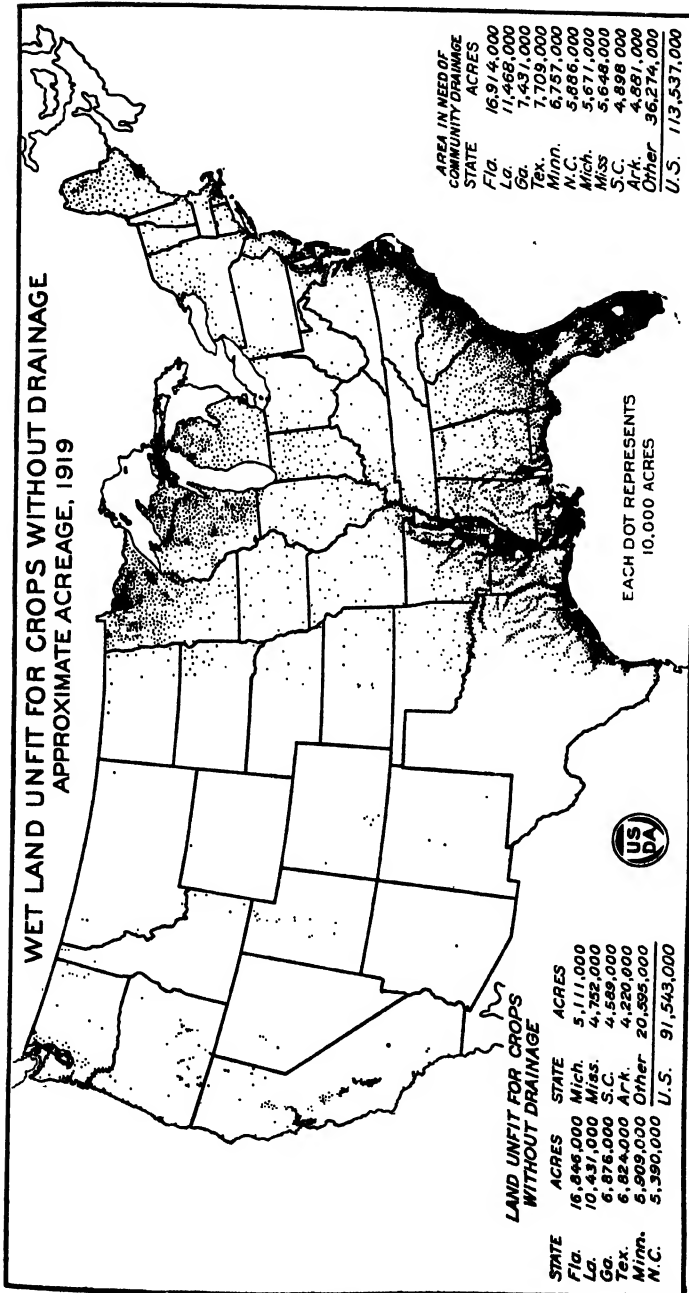 WET LAND UNFIT FOR CROPS WITHOUT DRAINAGE
APPROXIMATE ACREAGE, 1919
LAND UNFIT FOR CROPS
WITHOUT DRAINAGE
STATE ACRES STATE ACRES
Fla. 16,846,000 Mich. 5,111,000
La. 10,431,000 Miss. 4,752,000
Ga. 6,876,000 S.C. 4,589,000
Tex. 6,824,000 Ark. 4,220,000
Minn. 5,909,000 Other 20,595,000
N.C. 5,390,000 U.S. 91,543,000
US
DA
EACH DOT REPRESENTS
10,000 ACRES
AREA IN NEED OF
COMMUNITY DRAINAGE
STATE ACRES
Fla. 16,914,000
La. 11,468,000
Ga. 7,431,000
Tex. 7,709,000
Minn. 6,757,000
N.C. 5,886,000
Mich. 5,671,000
Miss 5,648,000
S.C. 4,898 000
Ark. 4,881,000
Other 36,274,000
U.S. 113,537,000